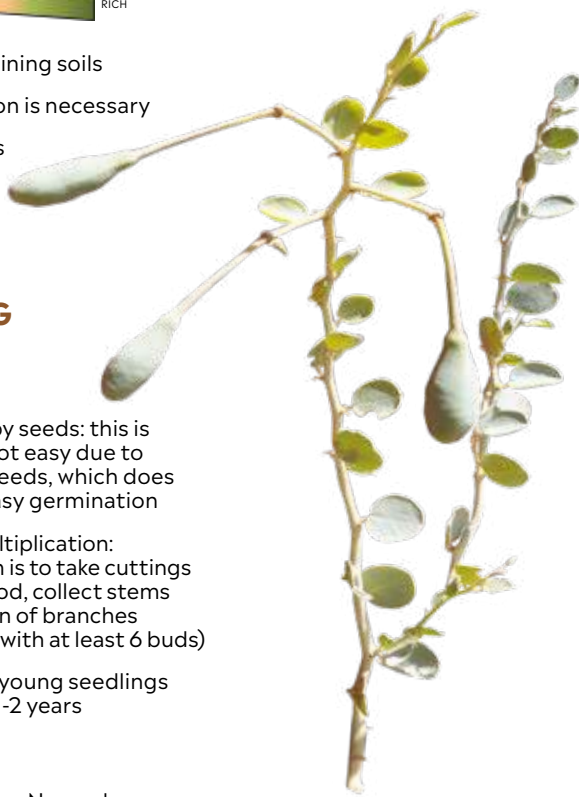 RICH
ining soils
on is necessary
s
G
by seeds: this is
ot easy due to
eeds, which does
asy germination
ltiplication:
n is to take cuttings
od, collect stems
n of branches
with at least 6 buds)
young seedlings
-2 years